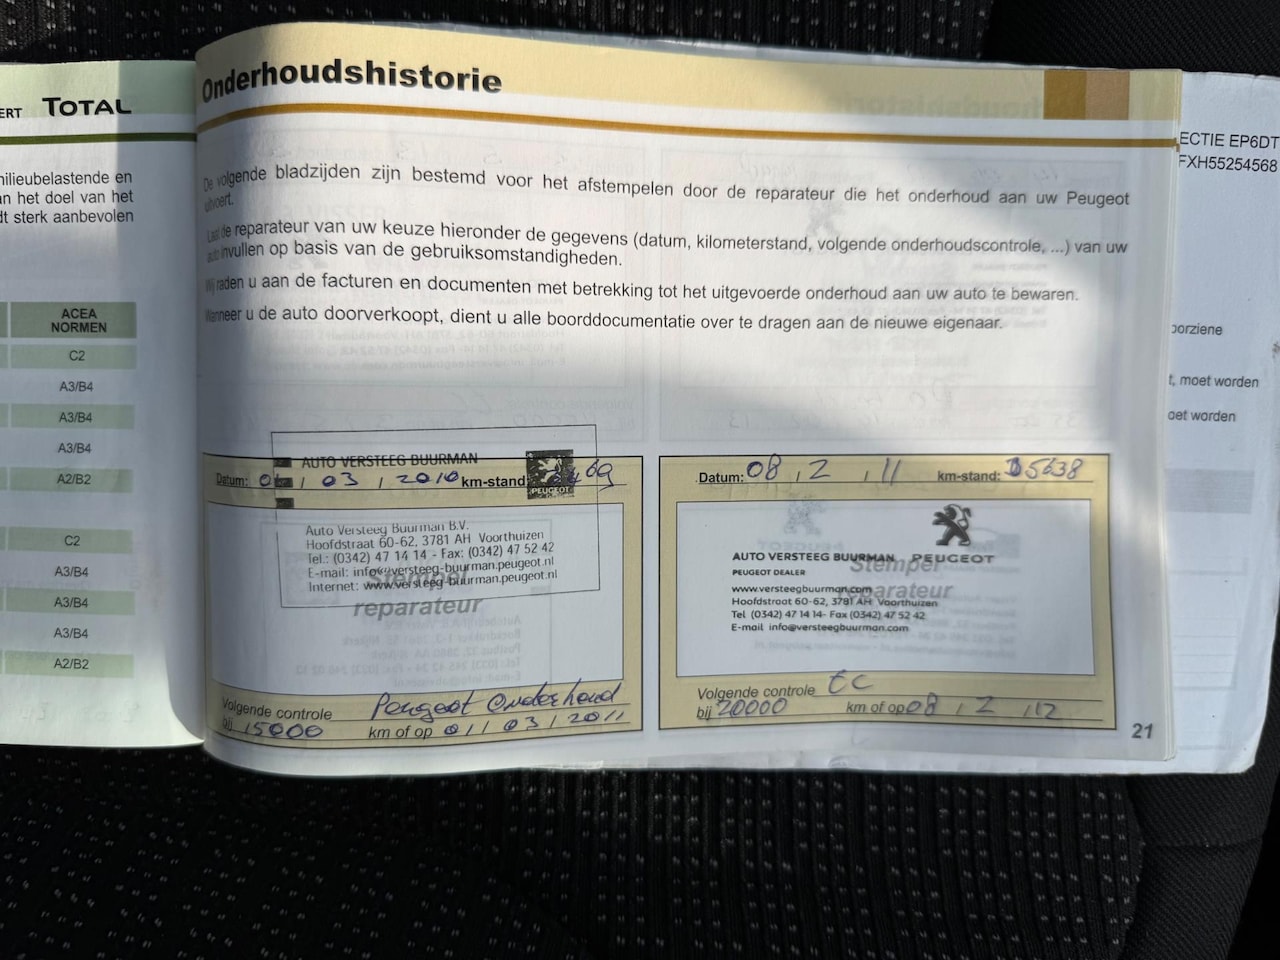 ERT TOTAL
milieubelastende en
an het doel van het
dt sterk aanbevolen
ACEA
NORMEN
C2
A3/B4
A3/B4
A3/B4
A2/B2
C2
A3/B4
A3/B4
A3/B4
A2/B2
Onderhoudshistorie
De volgende bladzijden zijn bestemd voor het afstempelen door de reparateur die het onderhoud aan uw Peugeot
uitvoert.
Laat de reparateur van uw keuze hieronder de gegevens (datum, kilometerstand, volgende onderhoudscontrole, ...) van uw
auto invullen op basis van de gebruiksomstandigheden.
Wij raden u aan de facturen en documenten met betrekking tot het uitgevoerde onderhoud aan uw auto te bewaren.
Wanneer u de auto doorverkoopt, dient u alle boorddocumentatie over te dragen aan de nieuwe eigenaar.
AUTO VERSTEEG BUURMAN
PEUGEOT
Datum: 03 / 2010 km-stand
Auto Versteeg Buurman B.V.
Hoofdstraat 60-62, 3781 AH Voorthuizen
Tel.: (0342) 47 14 14 - Fax: (0342) 47 52 42
E-mail: info@versteeg-buurman.peugeot.nl
Internet: www.versteeg-buurman.peugeot.nl
Stempel
reparateur
Volgende controle Peugeot Onderhoud
bij 15000 km of op 01 / 03 / 2011
Datum: 08 / 2 / 11 km-stand: 15638
AUTO VERSTEEG BUURMAN PEUGEOT
PEUGEOT DEALER
Stempel
reparateur
www.versteegbuurman.com
Hoofdstraat 60-62, 3781 AH Voorthuizen
Tel (0342) 47 14 14 - Fax (0342) 47 52 42
E-mail info@versteegbuurman.com
Volgende controle tc
bij 20000 km of op 08 / 2 / 12
21
ECTIE EP6DT
FXH55254568
oorziene
t, moet worden
oet worden